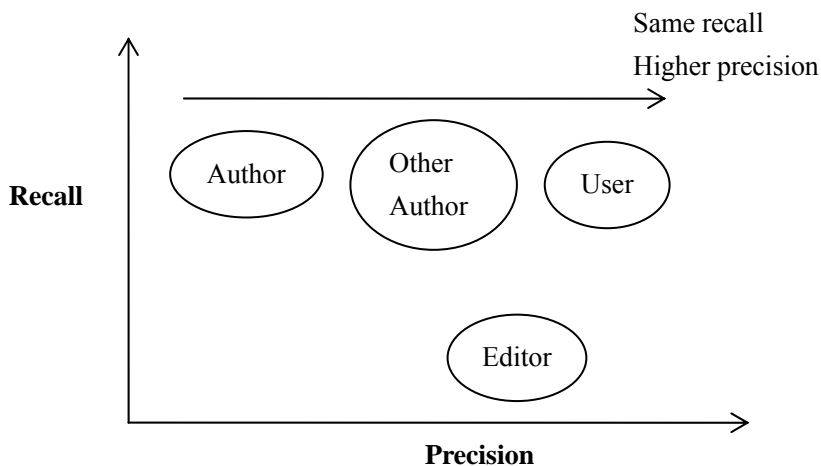 Same recall
Higher precision
Author
Other
Author
User
Recall
Editor
Precision